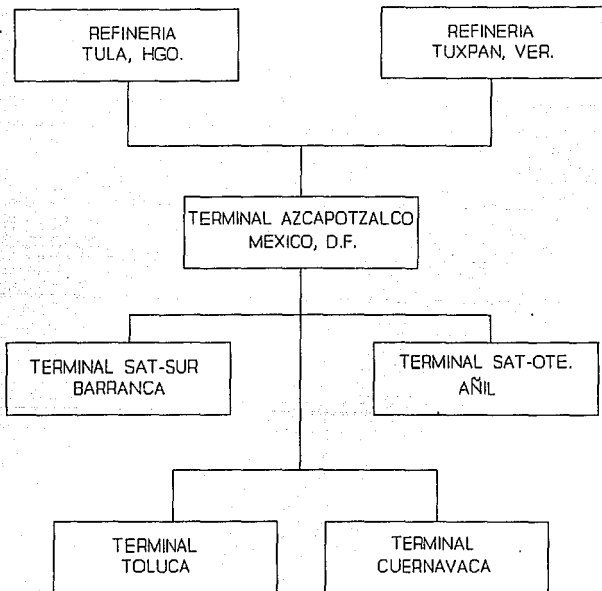 REFINERIA
TULA, HGO.
REFINERIA
TUXPAN, VER.
TERMINAL AZCAPOTZALCO
MEXICO, D.F.
TERMINAL SAT-SUR
BARRANCA
TERMINAL SAT-OTE.
AÑIL
TERMINAL
TOLUCA
TERMINAL
CUERNAVACA